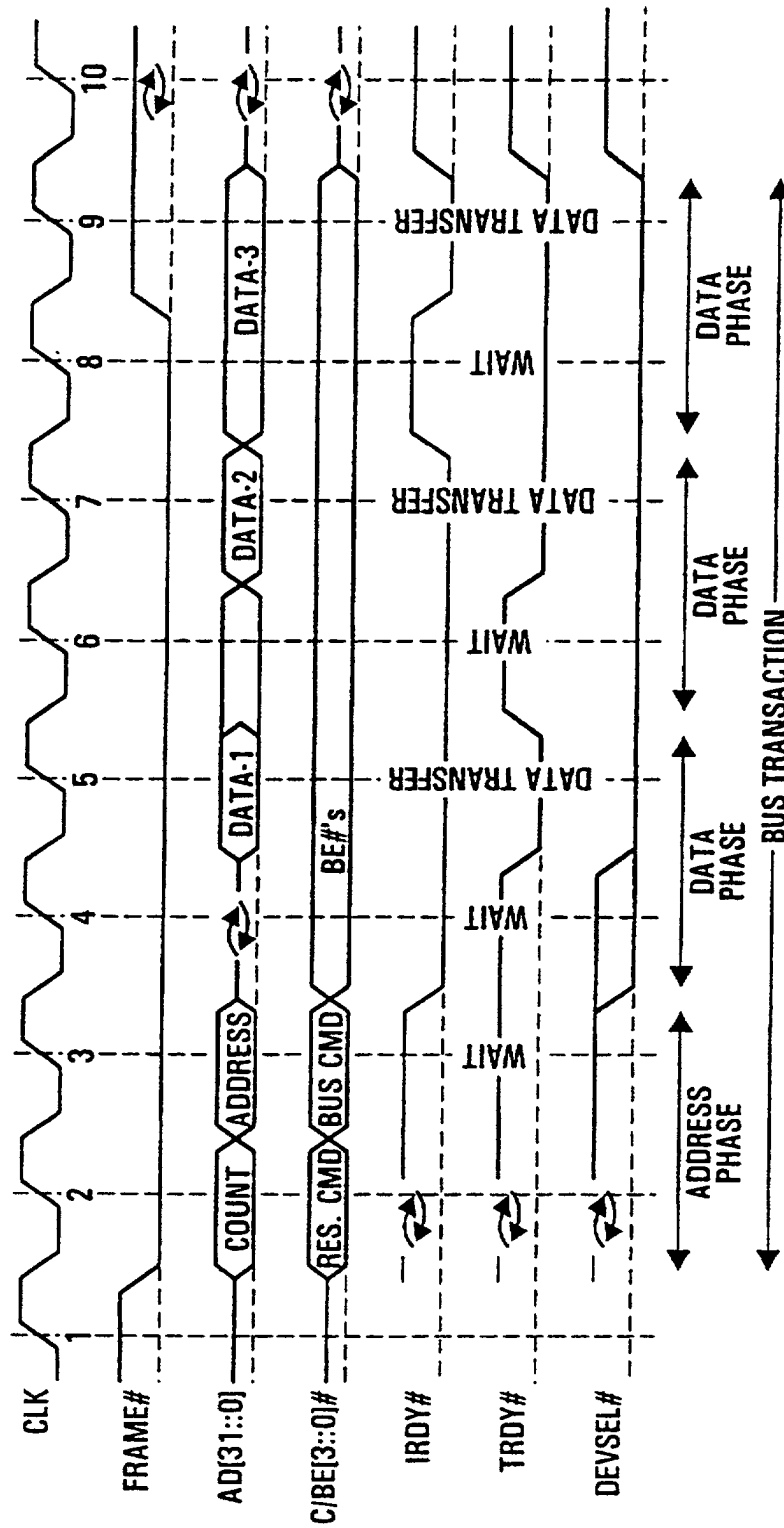 CLK
1 2 3 4 5 6 7 8 9 10
FRAME#
AD[31::0]
COUNT ADDRESS DATA-1 DATA-2 DATA-3
C/BE[3::0]#
RES. CMD BUS CMD BE#'s
IRDY#
TRDY#
WAIT WAIT DATA TRANSFER WAIT DATA TRANSFER WAIT DATA TRANSFER
DEVSEL#
ADDRESS PHASE
DATA PHASE
DATA PHASE
DATA PHASE
BUS TRANSACTION